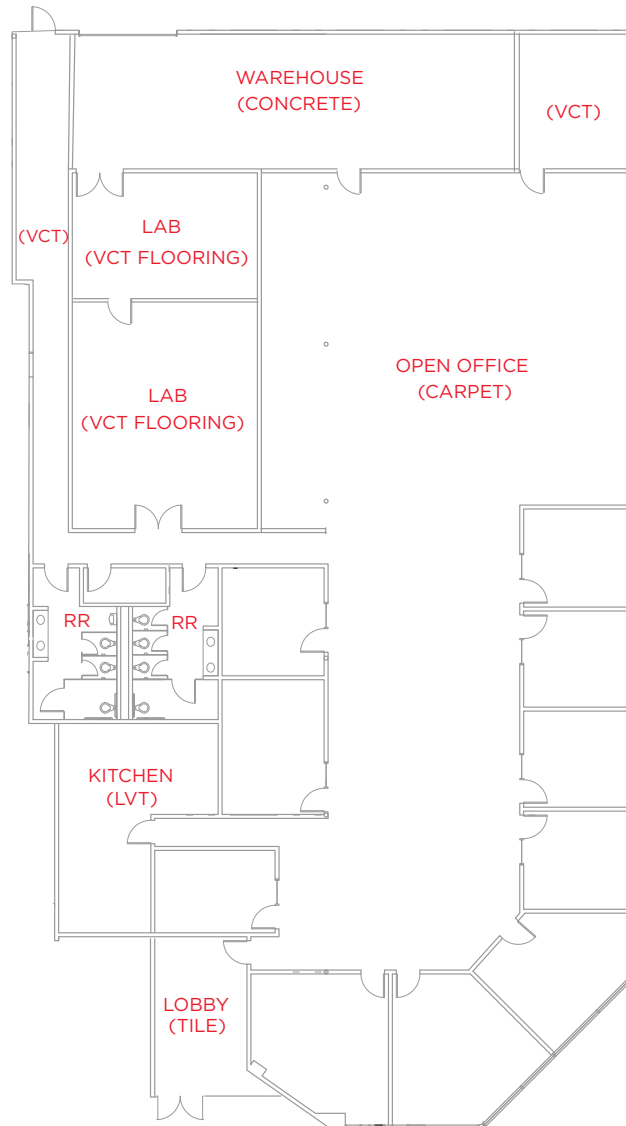 WAREHOUSE
(CONCRETE)
(VCT)
(VCT)
LAB
(VCT FLOORING)
OPEN OFFICE
(CARPET)
LAB
(VCT FLOORING)
RR
RR
KITCHEN
(LVT)
LOBBY
(TILE)